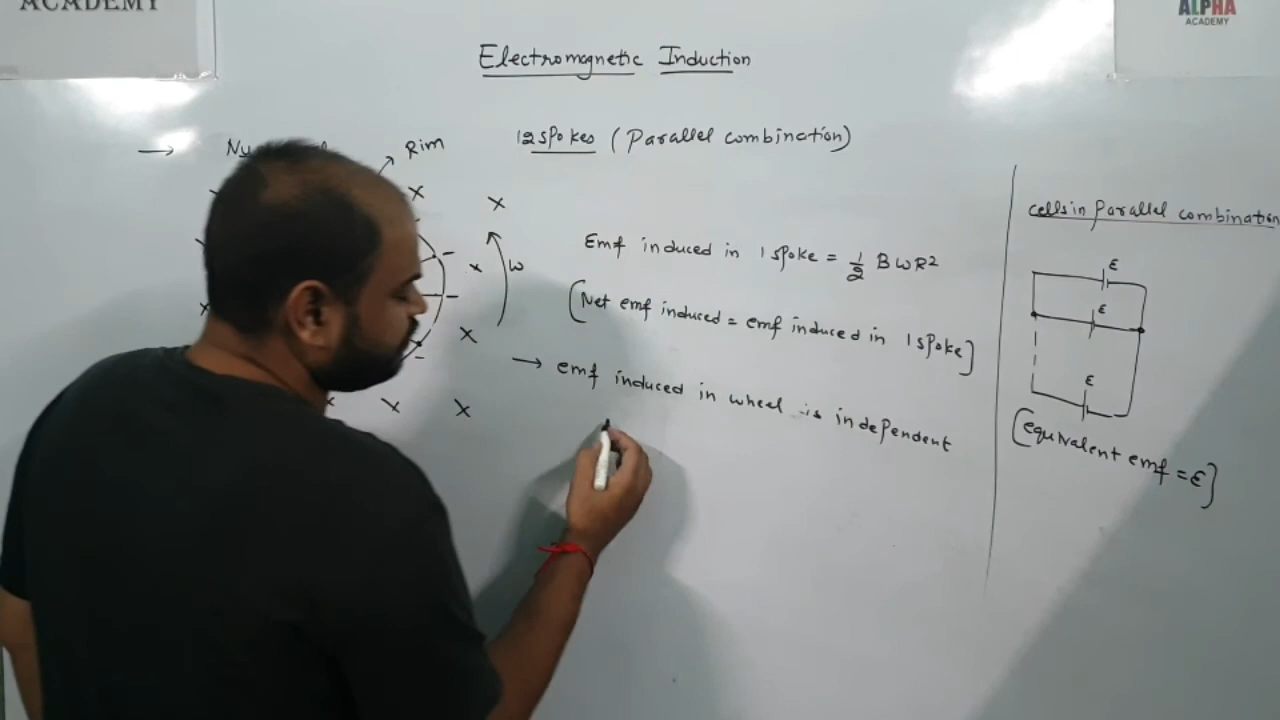 ACADEMY
ALPHA
ACADEMY
Electromagnetic Induction
→
Rim
12 spokes (Parallel combination)
x
x
x
x
x
x
x
ω
Emf induced in 1 spoke = 1/2 B ω R²
[Net emf induced = emf induced in 1 spoke]
→ emf induced in wheel is independent
cells in Parallel combination
ε
ε
ε
[equivalent emf = ε]